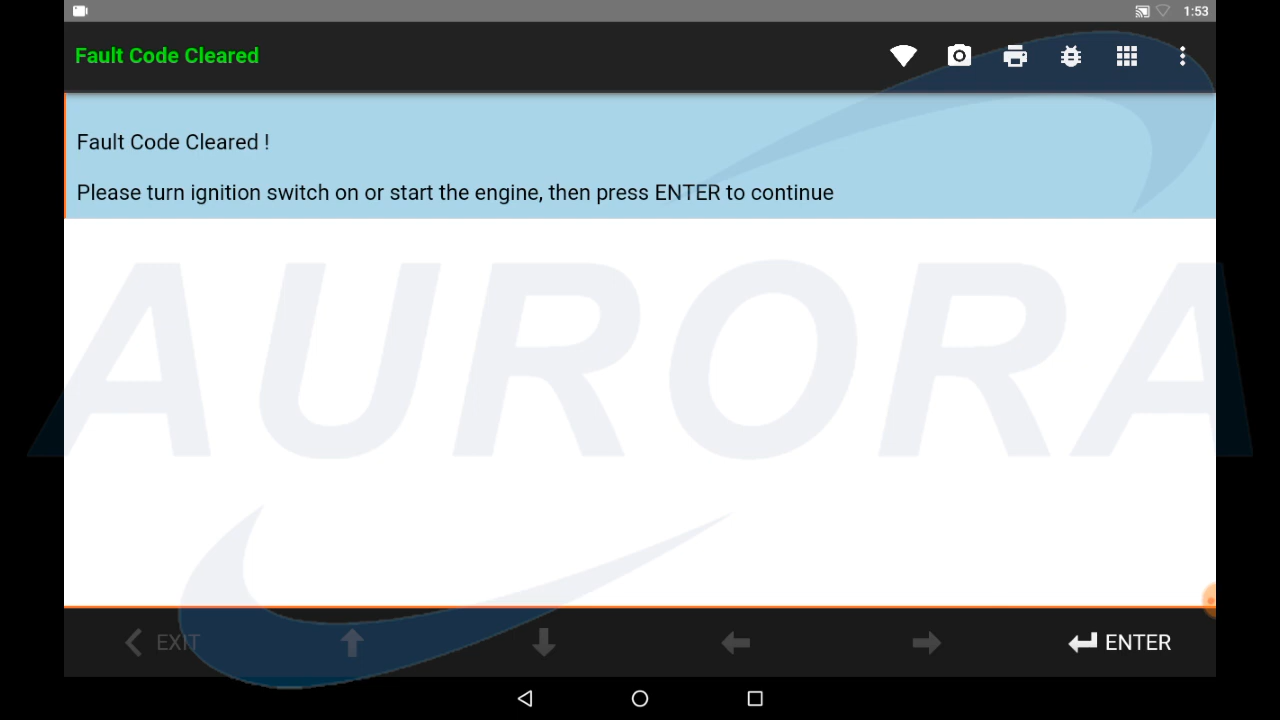 1:53
Fault Code Cleared
Fault Code Cleared !
Please turn ignition switch on or start the engine, then press ENTER to continue
AURORA
EXIT
ENTER